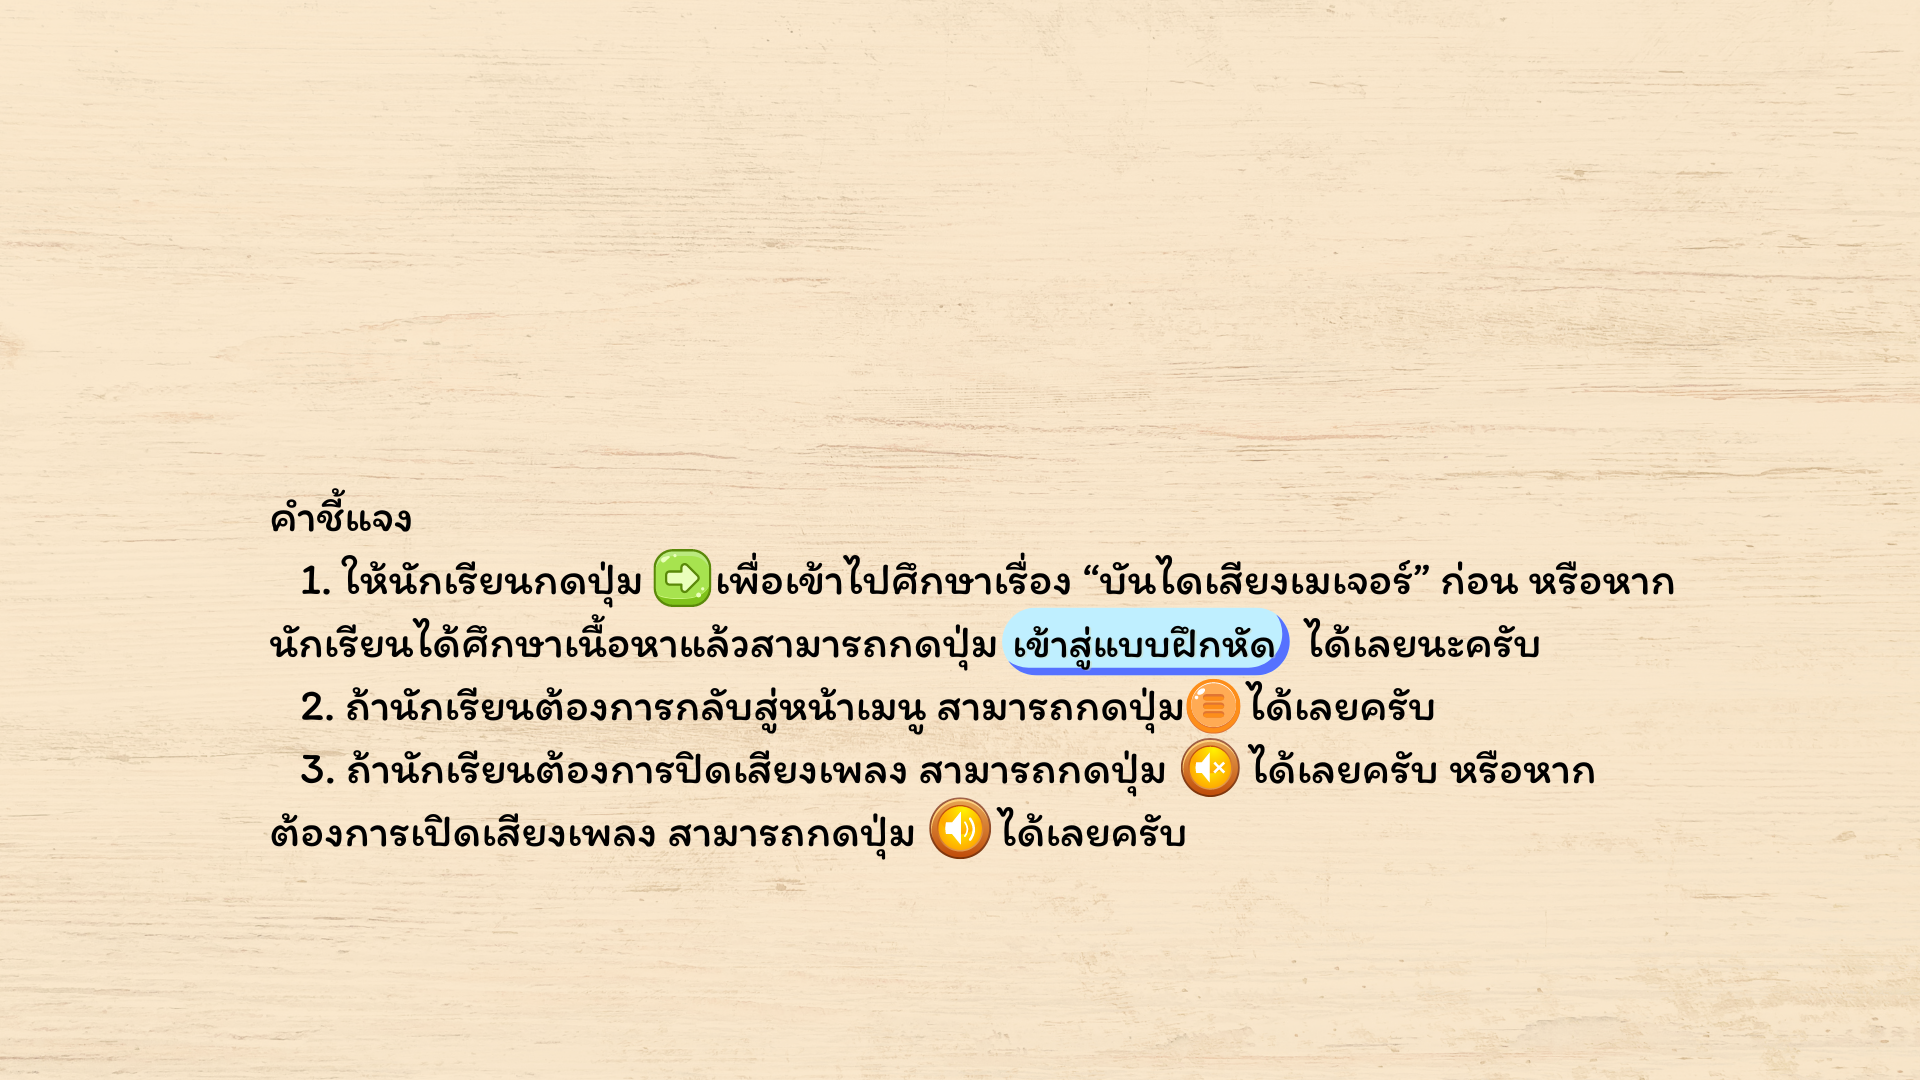 คำชี้แจง
1. ให้นักเรียนกดปุ่ม เพื่อเข้าไปศึกษาเรื่อง “บันไดเสียงเมเจอร์” ก่อน หรือหาก
นักเรียนได้ศึกษาเนื้อหาแล้วสามารถกดปุ่ม เข้าสู่แบบฝึกหัด ได้เลยนะครับ
2. ถ้านักเรียนต้องการกลับสู่หน้าเมนู สามารถกดปุ่ม ได้เลยครับ
3. ถ้านักเรียนต้องการปิดเสียงเพลง สามารถกดปุ่ม ได้เลยครับ หรือหาก
ต้องการเปิดเสียงเพลง สามารถกดปุ่ม ได้เลยครับ